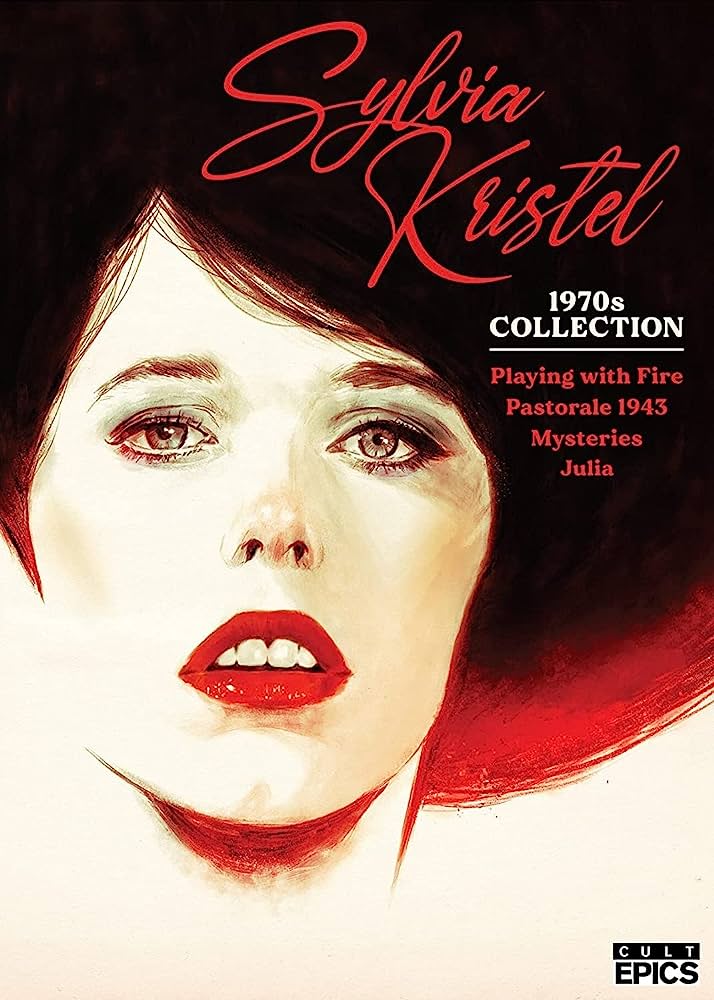 Sylvia
Kristel
1970s
COLLECTION
Playing with Fire
Pastorale 1943
Mysteries
Julia
CULT
EPICS